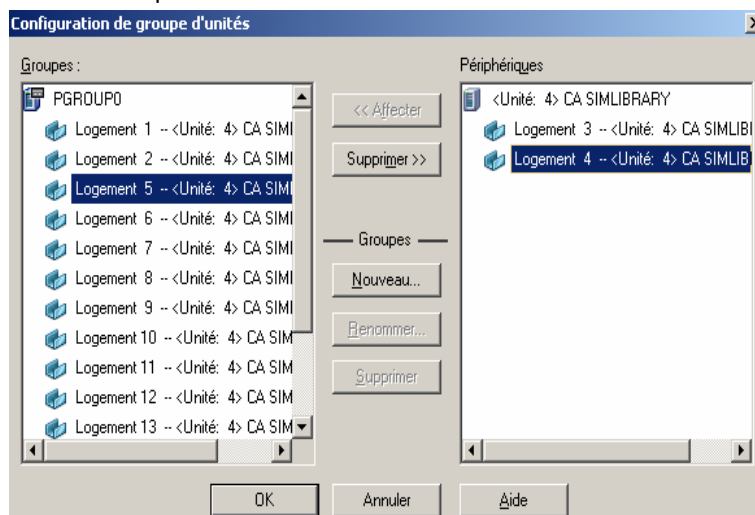 Configuration de groupe d'unités
Groupes :
Périphériques
PGROUP0
Logement 1 -- <Unité: 4> CA SIMI
Logement 2 -- <Unité: 4> CA SIMI
Logement 5 -- <Unité: 4> CA SIMI
Logement 6 -- <Unité: 4> CA SIMI
Logement 7 -- <Unité: 4> CA SIMI
Logement 8 -- <Unité: 4> CA SIMI
Logement 9 -- <Unité: 4> CA SIMI
Logement 10 -- <Unité: 4> CA SIM
Logement 11 -- <Unité: 4> CA SIM
Logement 12 -- <Unité: 4> CA SIM
Logement 13 -- <Unité: 4> CA SIM
<< Affecter
Supprimer >>
Groupes
Nouveau...
Renommer...
Supprimer
<Unité: 4> CA SIMLIBRARY
Logement 3 -- <Unité: 4> CA SIMLIBI
Logement 4 -- <Unité: 4> CA SIMLIB
OK
Annuler
Aide